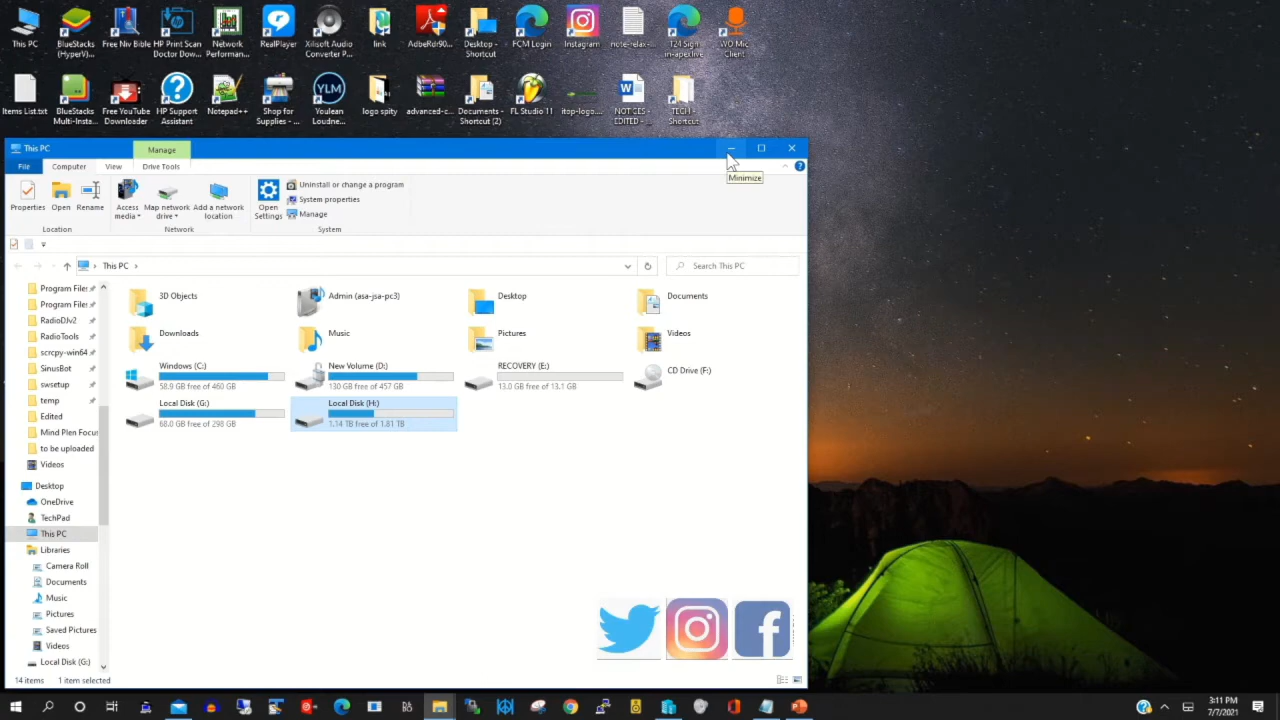 This PC
BlueStacks (HyperV)
Free Niv Bible
HP Print Scan Doctor Dow...
Network Performan...
RealPlayer
Xilisoft Audio Converter P...
link
AdbeRdr90...
Desktop - Shortcut
FCM Login
Instagram
note-relax-...
T24 Sign in-apex.live
WO Mic Client
Items List.txt
BlueStacks Multi-Insta...
Free YouTube Downloader
HP Support Assistant
Notepad++
Shop for Supplies - ...
YLM
Youlean Loudne...
logo spity
advanced-c...
Documents - Shortcut (2)
FL Studio 11
itsp-logo....
NOTICES - EDITED - ...
TECH - Shortcut
This PC
Manage
Minimize
File
Computer
View
Drive Tools
Properties
Open
Rename
Access media
Map network drive
Add a network location
Open Settings
Uninstall or change a program
System properties
Manage
Location
Network
System
This PC
Search This PC
Program Files
Program Files
RadioDJv2
RadioTools
scrcpy-win64
SinusBot
swsetup
temp
Edited
Mind Plen Focus
to be uploaded
Videos
Desktop
OneDrive
TechPad
This PC
Libraries
Camera Roll
Documents
Music
Pictures
Saved Pictures
Videos
Local Disk (G:)
3D Objects
Admin (asa-jsa-pc3)
Desktop
Documents
Downloads
Music
Pictures
Videos
Windows (C:)
58.9 GB free of 460 GB
New Volume (D:)
130 GB free of 457 GB
RECOVERY (E:)
13.0 GB free of 13.1 GB
CD Drive (F:)
Local Disk (G:)
68.0 GB free of 298 GB
Local Disk (H:)
1.14 TB free of 1.81 TB
14 items
1 item selected
3:11 PM
7/7/2021